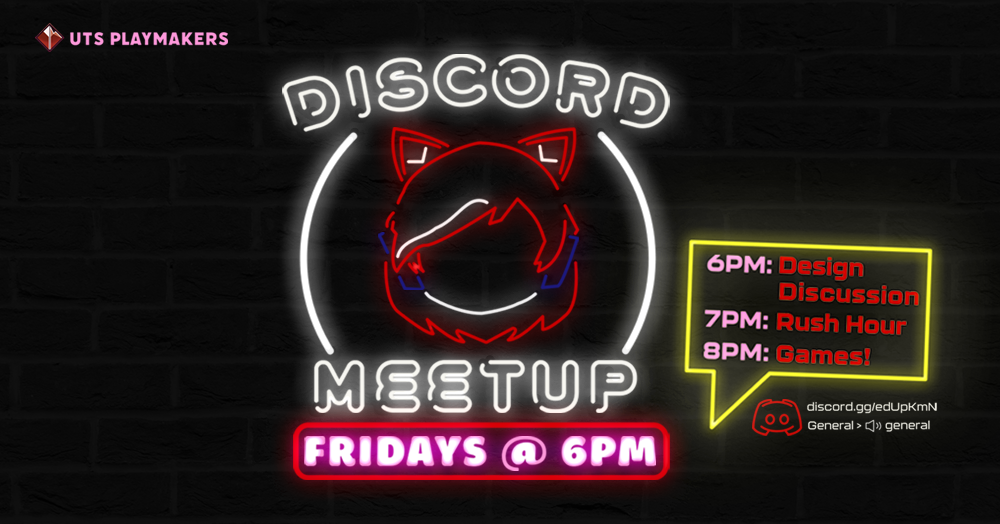 UTS PLAYMAKERS
DISCORD
MEETUP
FRIDAYS @ 6PM
6PM: Design
Discussion
7PM: Rush Hour
8PM: Games!
discord.gg/edUpKmN
General > general